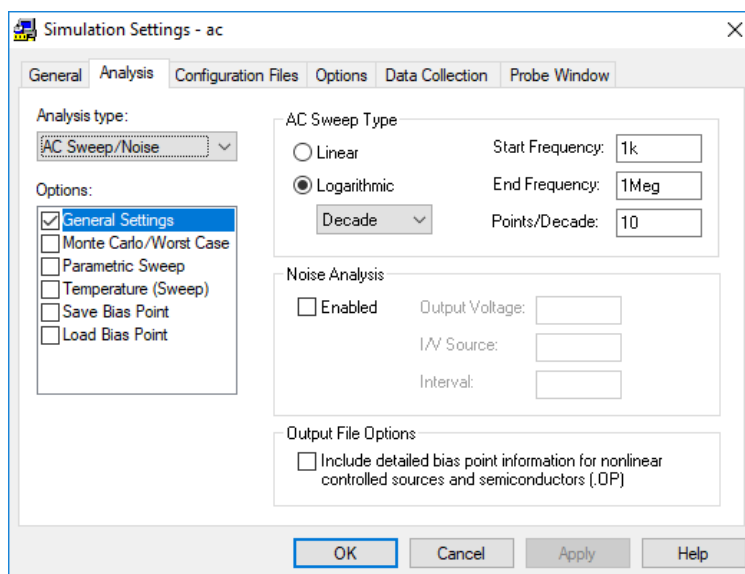 Simulation Settings - ac
General Analysis Configuration Files Options Data Collection Probe Window
Analysis type:
AC Sweep/Noise
Options:
General Settings
Monte Carlo/Worst Case
Parametric Sweep
Temperature (Sweep)
Save Bias Point
Load Bias Point
AC Sweep Type
Linear
Logarithmic
Decade
Start Frequency: 1k
End Frequency: 1Meg
Points/Decade: 10
Noise Analysis
Enabled
Output Voltage:
I/V Source:
Interval:
Output File Options
Include detailed bias point information for nonlinear
controlled sources and semiconductors (.OP)
OK Cancel Apply Help